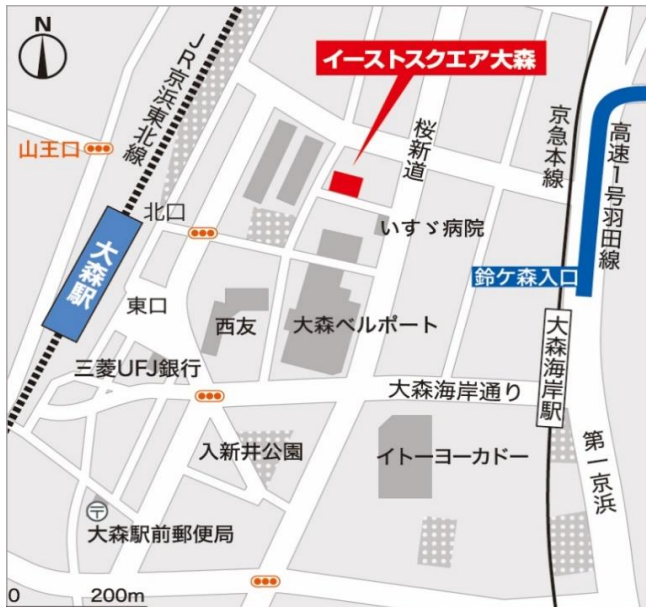 N
イーストスクエア大森
JR京浜東北線
桜新道
京急本線
高速1号羽田線
山王口
北口
いすゞ病院
大森駅
鈴ケ森入口
東口
西友
大森ベルポート
大森海岸駅
三菱UFJ銀行
大森海岸通り
入新井公園
イトーヨーカドー
第一京浜
〒
大森駅前郵便局
0 200m